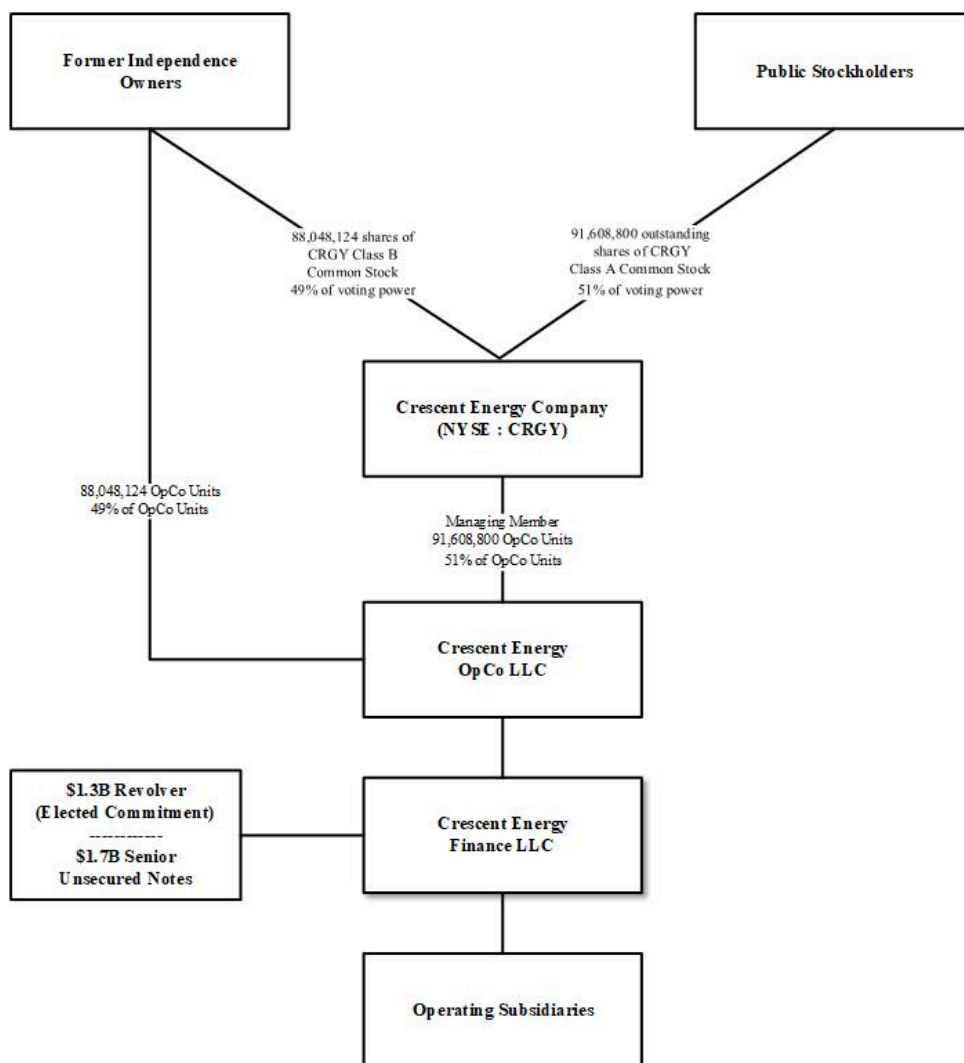 Former Independence
Owners
Public Stockholders
88,048,124 shares of
CRGY Class B
Common Stock
49% of voting power
91,608,800 outstanding
shares of CRGY
Class A Common Stock
51% of voting power
Crescent Energy Company
(NYSE : CRGY)
88,048,124 OpCo Units
49% of OpCo Units
Managing Member
91,608,800 OpCo Units
51% of OpCo Units
Crescent Energy
OpCo LLC
$1.3B Revolver
(Elected Commitment)
------------
$1.7B Senior
Unsecured Notes
Crescent Energy
Finance LLC
Operating Subsidiaries